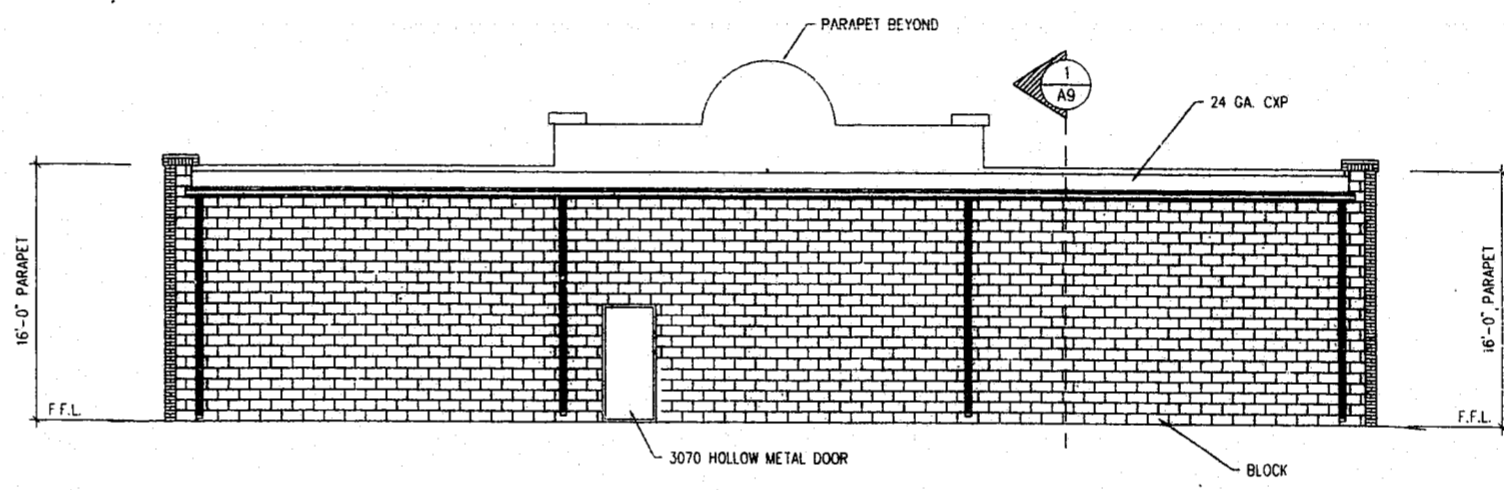 PARAPET BEYOND
1
A9
24 GA. CXP
16'-0" PARAPET
16'-0" PARAPET
F.F.L.
F.F.L.
3070 HOLLOW METAL DOOR
BLOCK